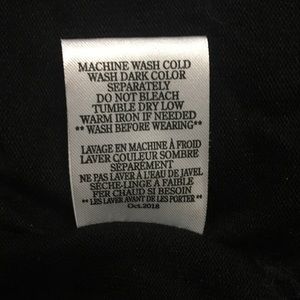 MACHINE WASH COLD
WASH DARK COLOR
SEPARATELY
DO NOT BLEACH
TUMBLE DRY LOW
WARM IRON IF NEEDED
** WASH BEFORE WEARING**
LAVAGE EN MACHINE À FROID
LAVER COULEUR SOMBRE
SÉPAREMENT
NE PAS LAVER À L'EAU DE JAVEL
SÈCHE-LINGE A FAIBLE
FER CHAUD SI BESOIN
** LES LAVER AVANT DE LES PORTER **
Oct.2018